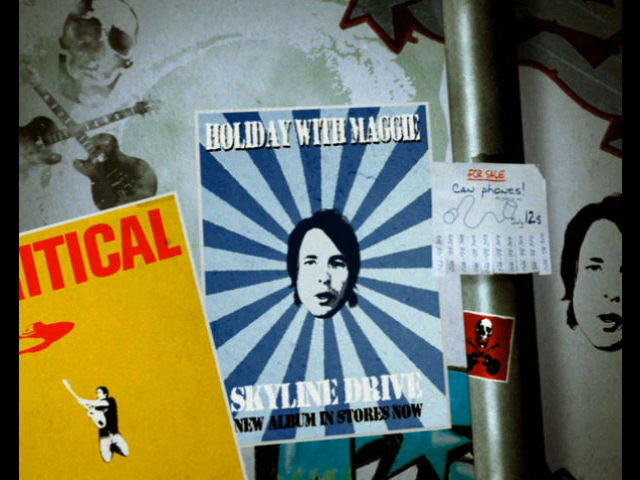 HOLIDAY WITH MAGGIE
SKYLINE DRIVE
NEW ALBUM IN STORES NOW
ITICAL
FOR SALE
CAN PHONES!
12s